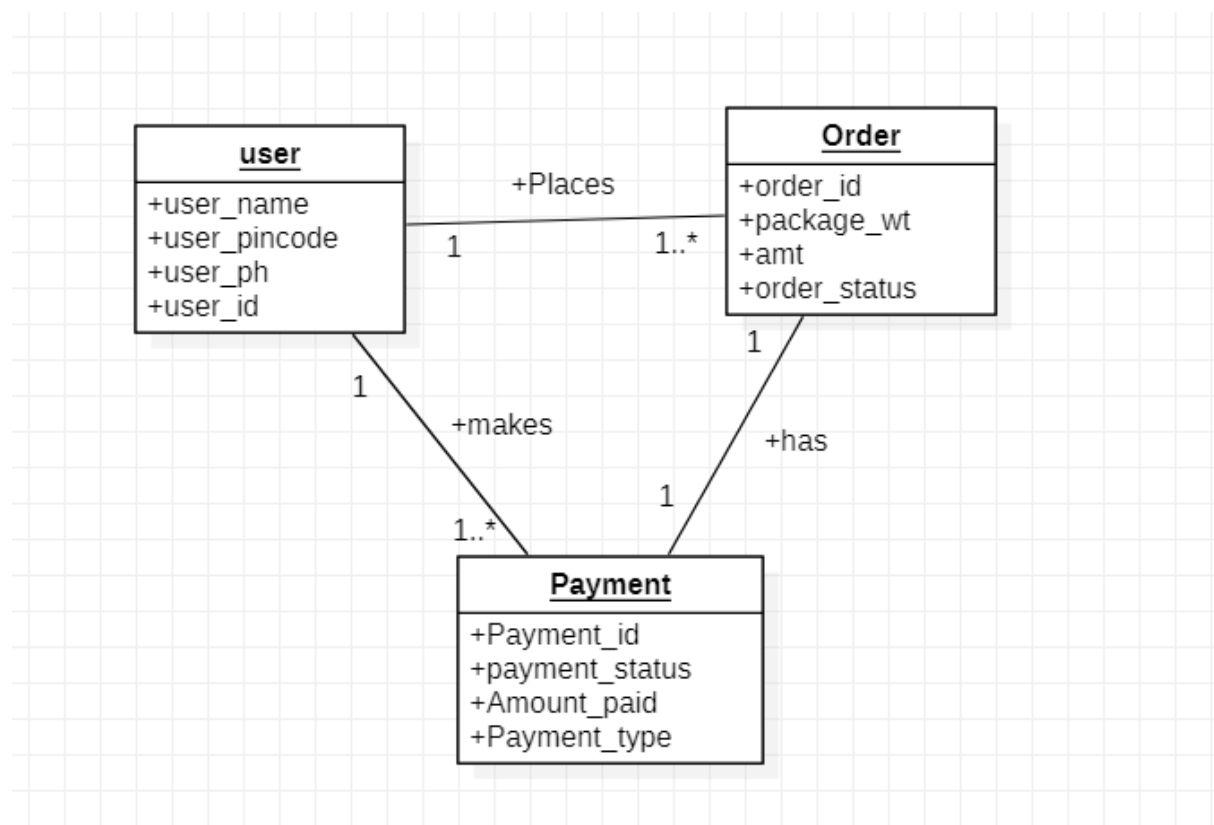 user
+user_name
+user_pincode
+user_ph
+user_id
+Places
1
1..*
Order
+order_id
+package_wt
+amt
+order_status
1
+makes
1..*
1
+has
1
Payment
+Payment_id
+payment_status
+Amount_paid
+Payment_type